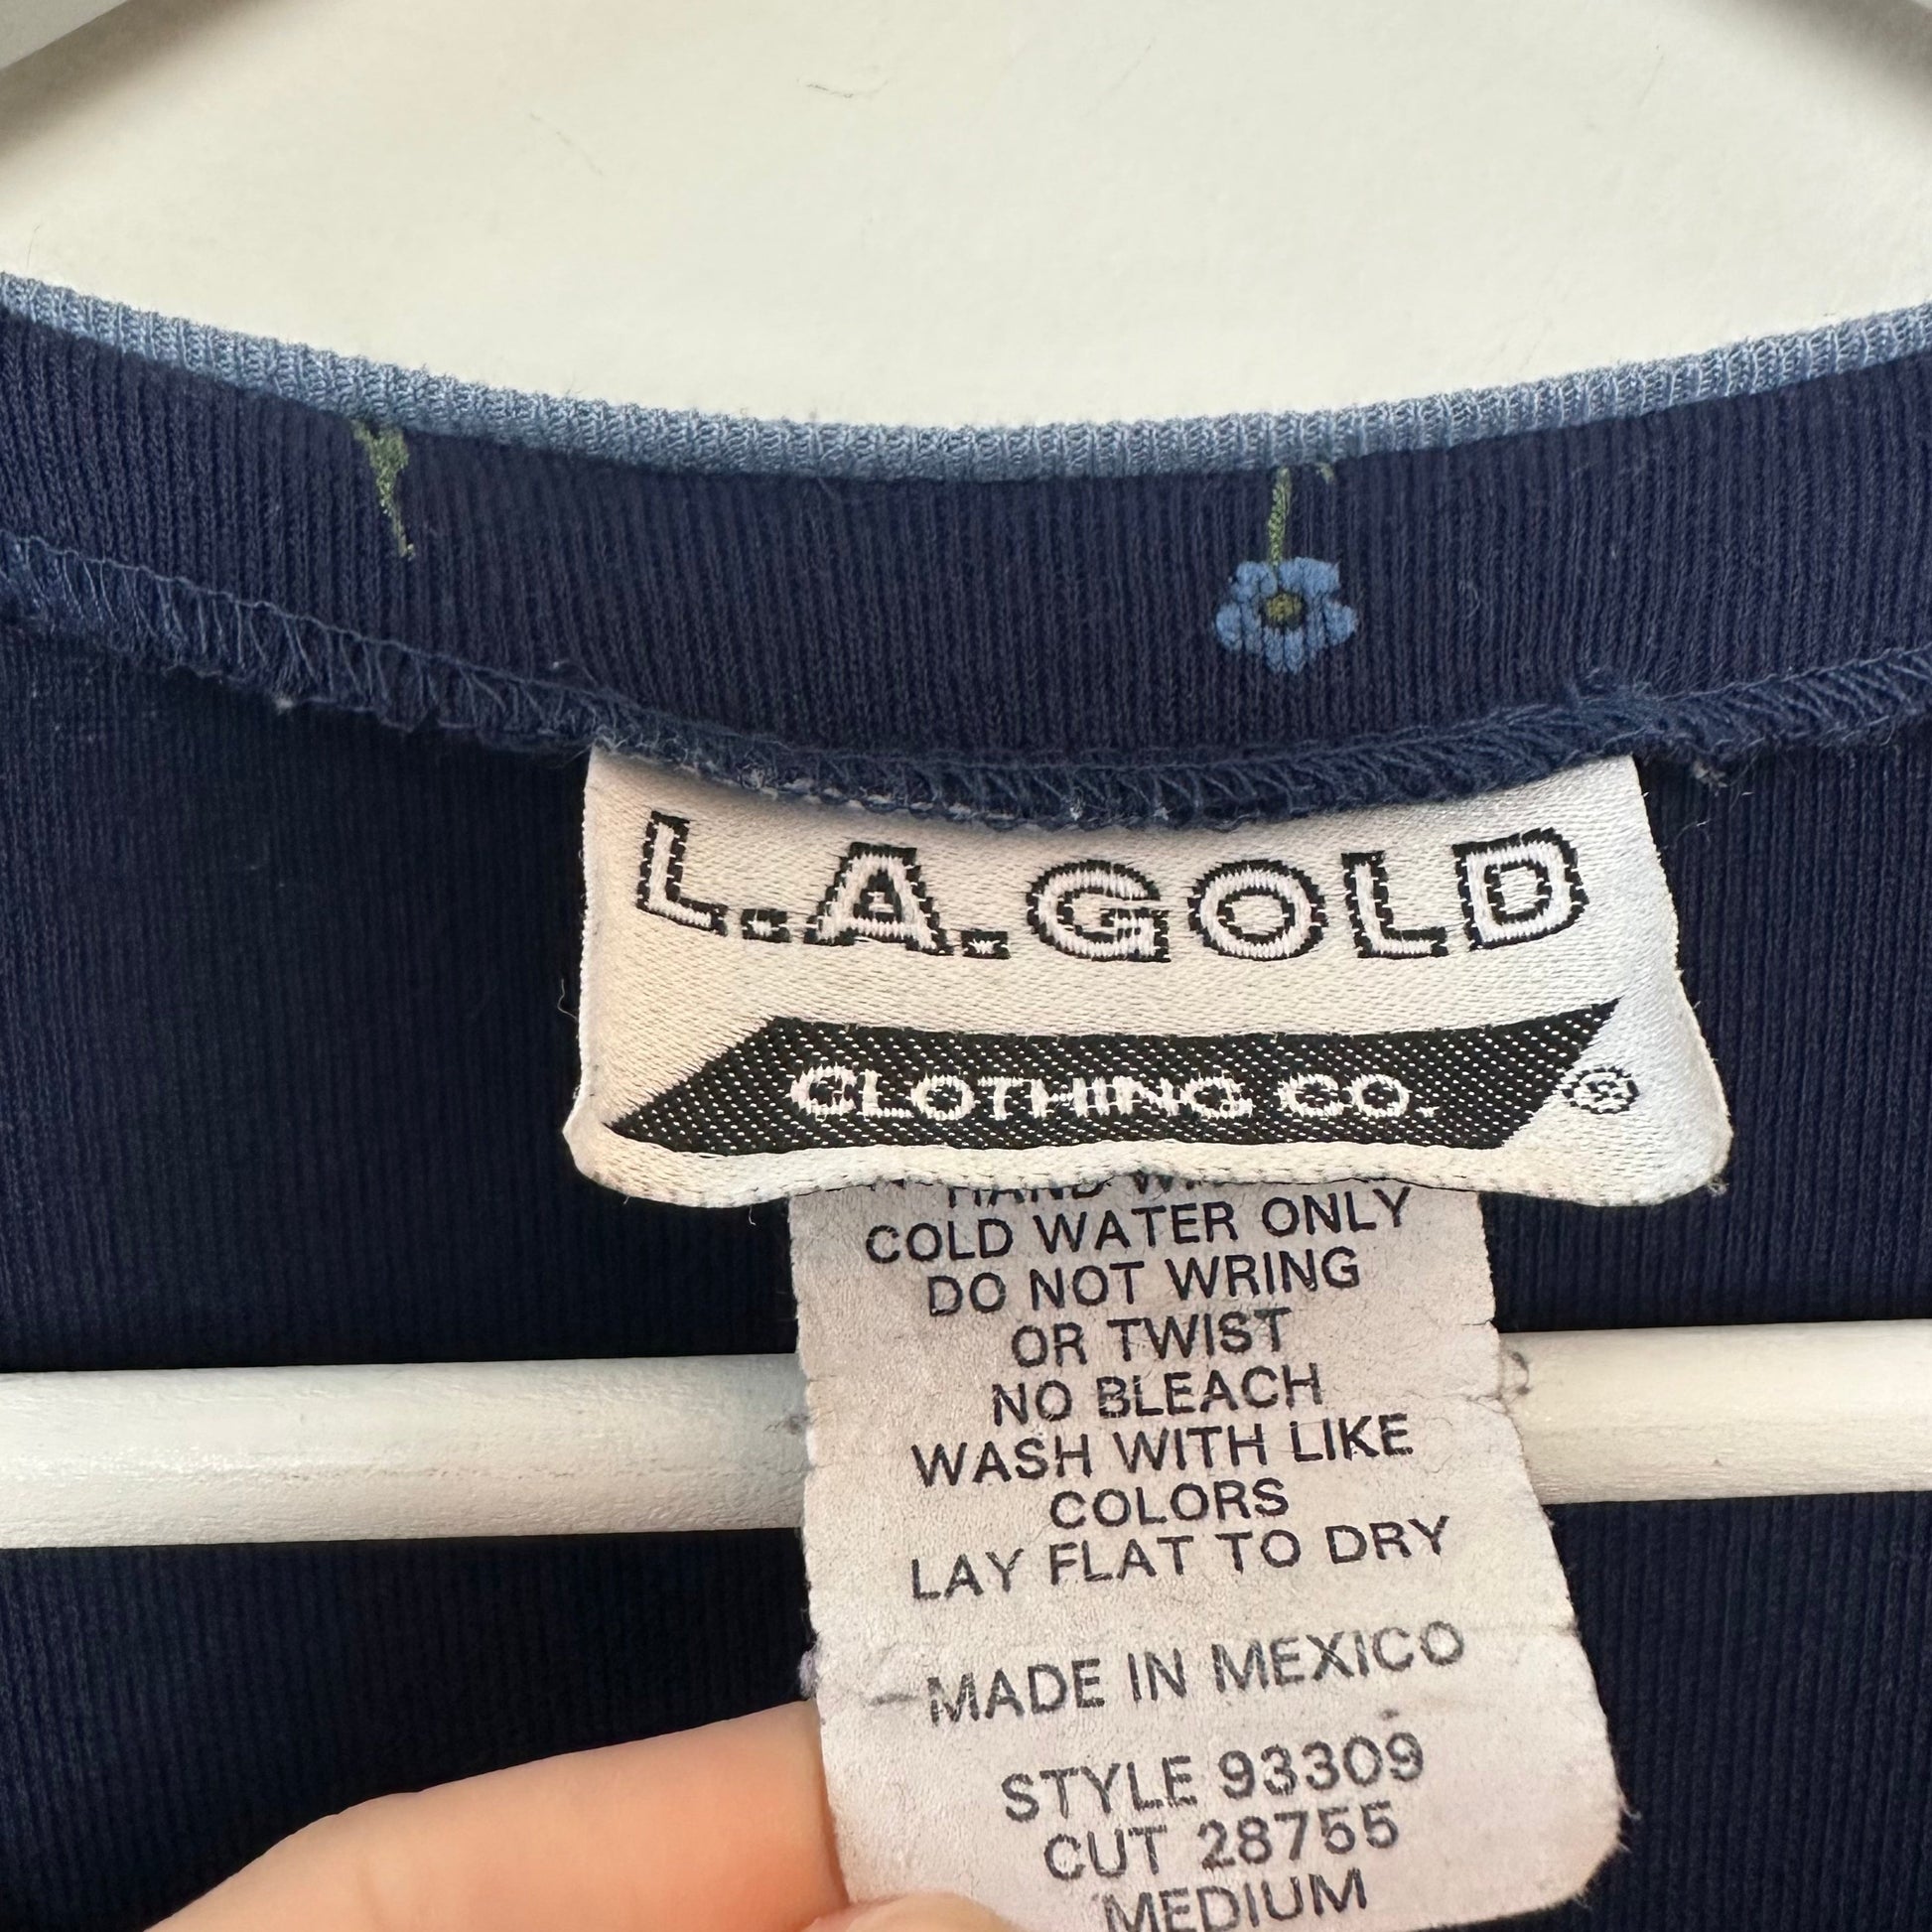 L.A. GOLD
CLOTHING CO. ®
HAND
COLD WATER ONLY
DO NOT WRING
OR TWIST
NO BLEACH
WASH WITH LIKE
COLORS
LAY FLAT TO DRY
MADE IN MEXICO
STYLE 93309
CUT 28755
MEDIUM